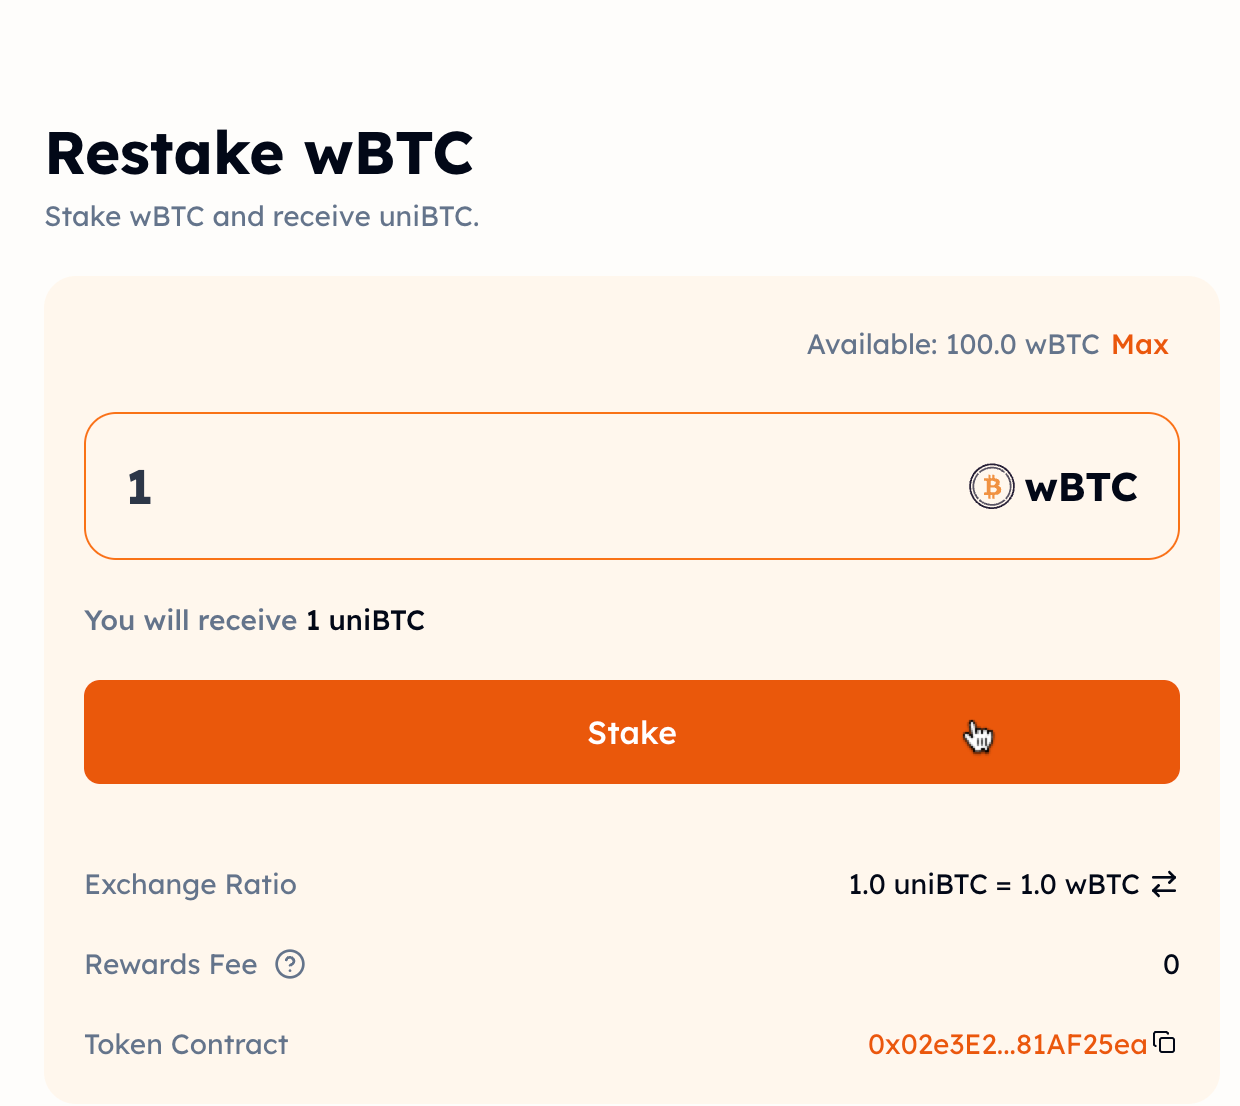 Restake wBTC
Stake wBTC and receive uniBTC.
Available: 100.0 wBTC Max
1 wBTC
You will receive 1 uniBTC
Stake
Exchange Ratio 1.0 uniBTC = 1.0 wBTC
Rewards Fee 0
Token Contract 0x02e3E2...81AF25ea